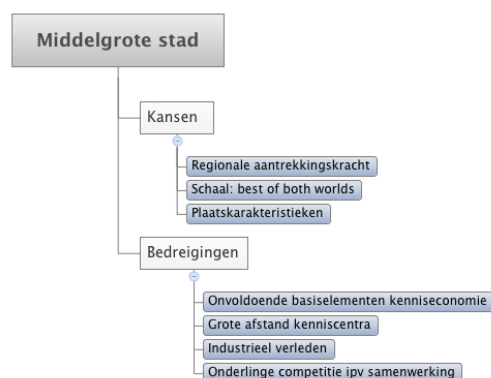 Middelgrote stad
Kansen
Regionale aantrekkingskracht
Schaal: best of both worlds
Plaatskarakteristieken
Bedreigingen
Onvoldoende basiselementen kenniseconomie
Grote afstand kenniscentra
Industrieel verleden
Onderlinge competitie ipv samenwerking